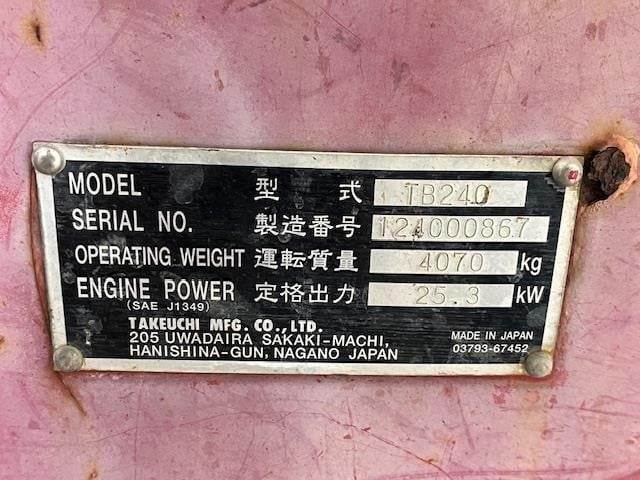 MODEL 型式 TB240
SERIAL NO. 製造番号 124000867
OPERATING WEIGHT 運転質量 4070 kg
ENGINE POWER 定格出力 25.3 kW
(SAE J1349)
TAKEUCHI MFG. CO., LTD.
205 UWADAIRA SAKAKI-MACHI, MADE IN JAPAN
HANISHINA-GUN, NAGANO JAPAN 03793-67452